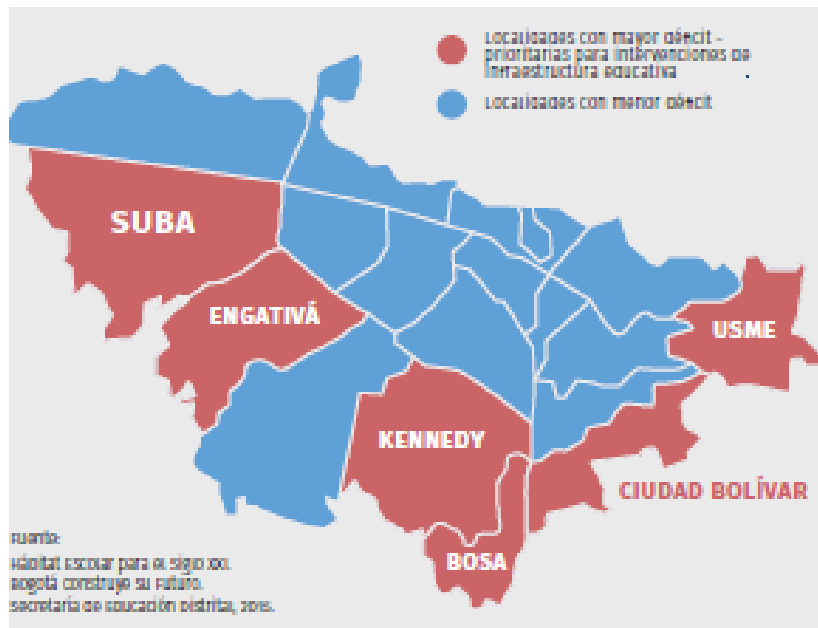 Localidades con mayor déficit -
prioritarias para intervenciones de
infraestructura educativa
Localidades con menor déficit
SUBA
ENGATIVÁ
USME
KENNEDY
CIUDAD BOLÍVAR
BOSA
Fuente:
Hábitat Escolar para el siglo XXI.
Bogotá construye su futuro.
Secretaría de Educación Distrital, 2015.